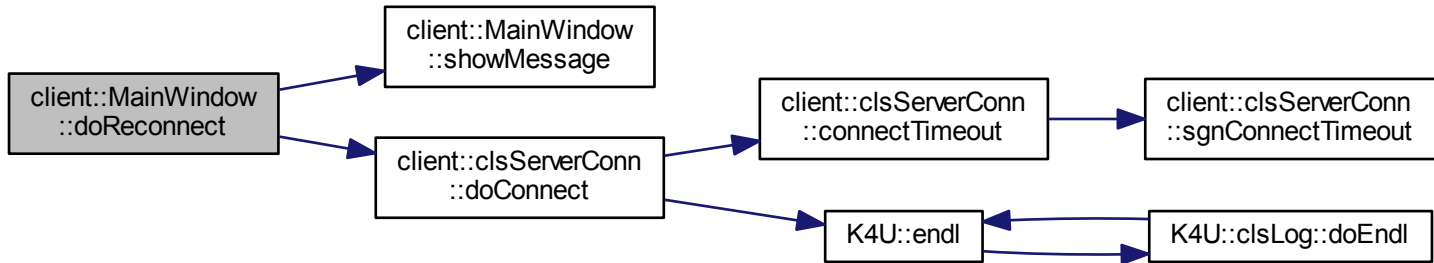 client::MainWindow
::doReconnect
client::MainWindow
::showMessage
client::clsServerConn
::doConnect
client::clsServerConn
::connectTimeout
client::clsServerConn
::sgnConnectTimeout
K4U::endl
K4U::clsLog::doEndl